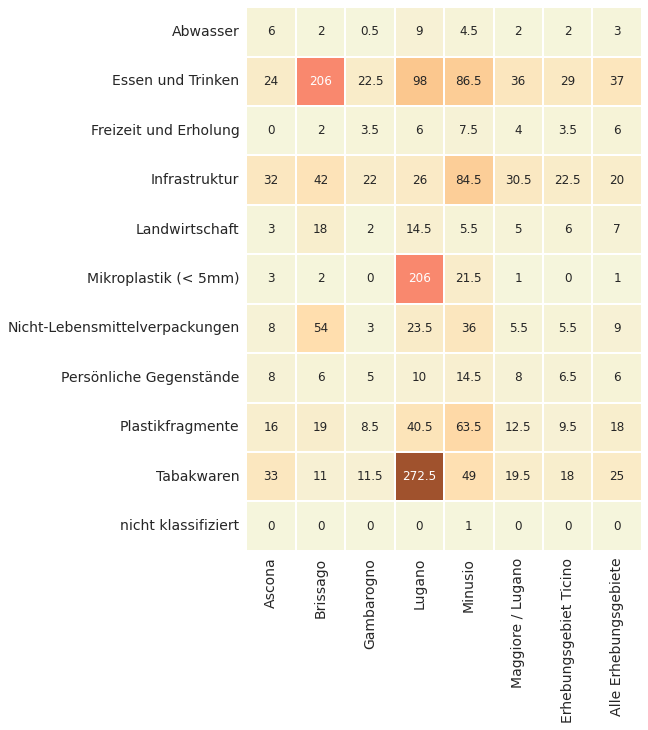 Abwasser 6 2 0.5 9 4.5 2 2 3
Essen und Trinken 24 206 22.5 98 86.5 36 29 37
Freizeit und Erholung 0 2 3.5 6 7.5 4 3.5 6
Infrastruktur 32 42 22 26 84.5 30.5 22.5 20
Landwirtschaft 3 18 2 14.5 5.5 5 6 7
Mikroplastik (< 5mm) 3 2 0 206 21.5 1 0 1
Nicht-Lebensmittelverpackungen 8 54 3 23.5 36 5.5 5.5 9
Persönliche Gegenstände 8 6 5 10 14.5 8 6.5 6
Plastikfragmente 16 19 8.5 40.5 63.5 12.5 9.5 18
Tabakwaren 33 11 11.5 272.5 49 19.5 18 25
nicht klassifiziert 0 0 0 0 1 0 0 0
Ascona
Brissago
Gambarogno
Lugano
Minusio
Maggiore / Lugano
Erhebungsgebiet Ticino
Alle Erhebungsgebiete